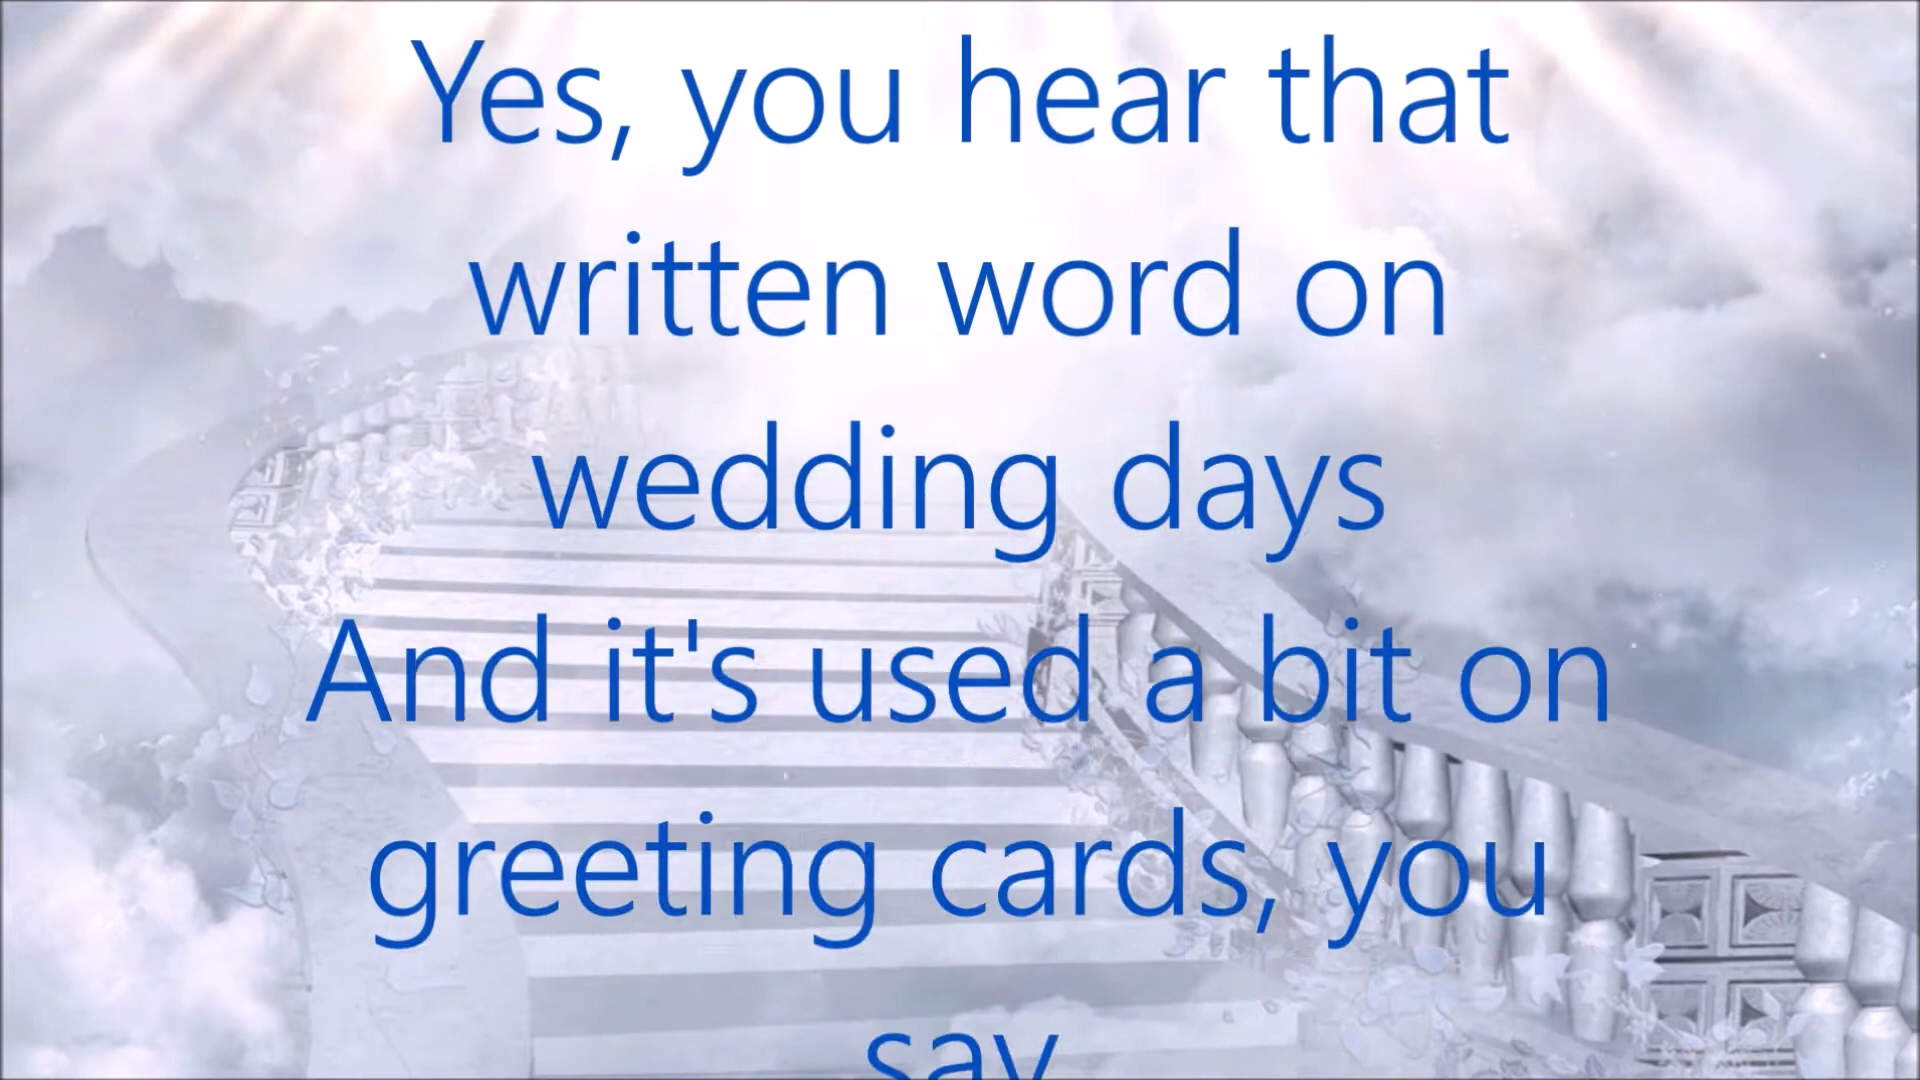 Yes, you hear that
written word on
wedding days
And it's used a bit on
greeting cards, you
say